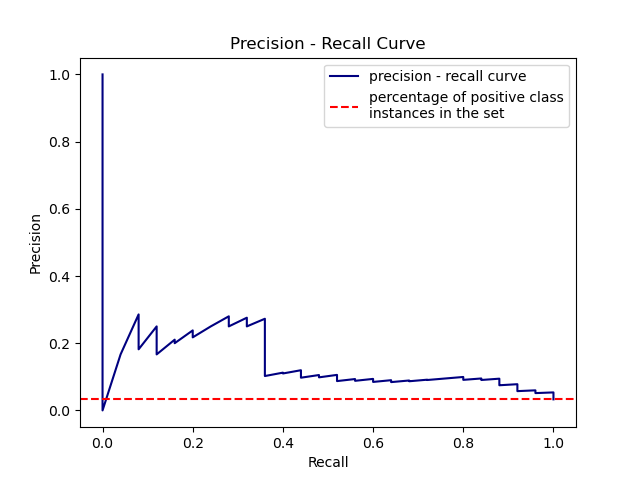 Precision - Recall Curve
precision - recall curve
percentage of positive class
instances in the set
Precision
1.0
0.8
0.6
0.4
0.2
0.0
0.0 0.2 0.4 0.6 0.8 1.0
Recall